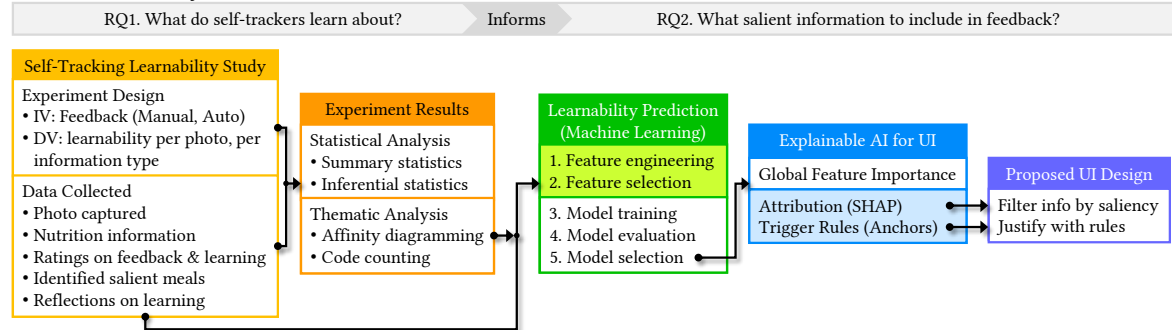 RQ1. What do self-trackers learn about?
Informs
RQ2. What salient information to include in feedback?
Self-Tracking Learnability Study
Experiment Design
• IV: Feedback (Manual, Auto)
• DV: learnability per photo, per
information type
Data Collected
• Photo captured
• Nutrition information
• Ratings on feedback & learning
• Identified salient meals
• Reflections on learning
Experiment Results
Statistical Analysis
• Summary statistics
• Inferential statistics
Thematic Analysis
• Affinity diagramming
• Code counting
Learnability Prediction
(Machine Learning)
1. Feature engineering
2. Feature selection
3. Model training
4. Model evaluation
5. Model selection
Explainable AI for UI
Global Feature Importance
Attribution (SHAP)
Trigger Rules (Anchors)
Proposed UI Design
Filter info by saliency
Justify with rules